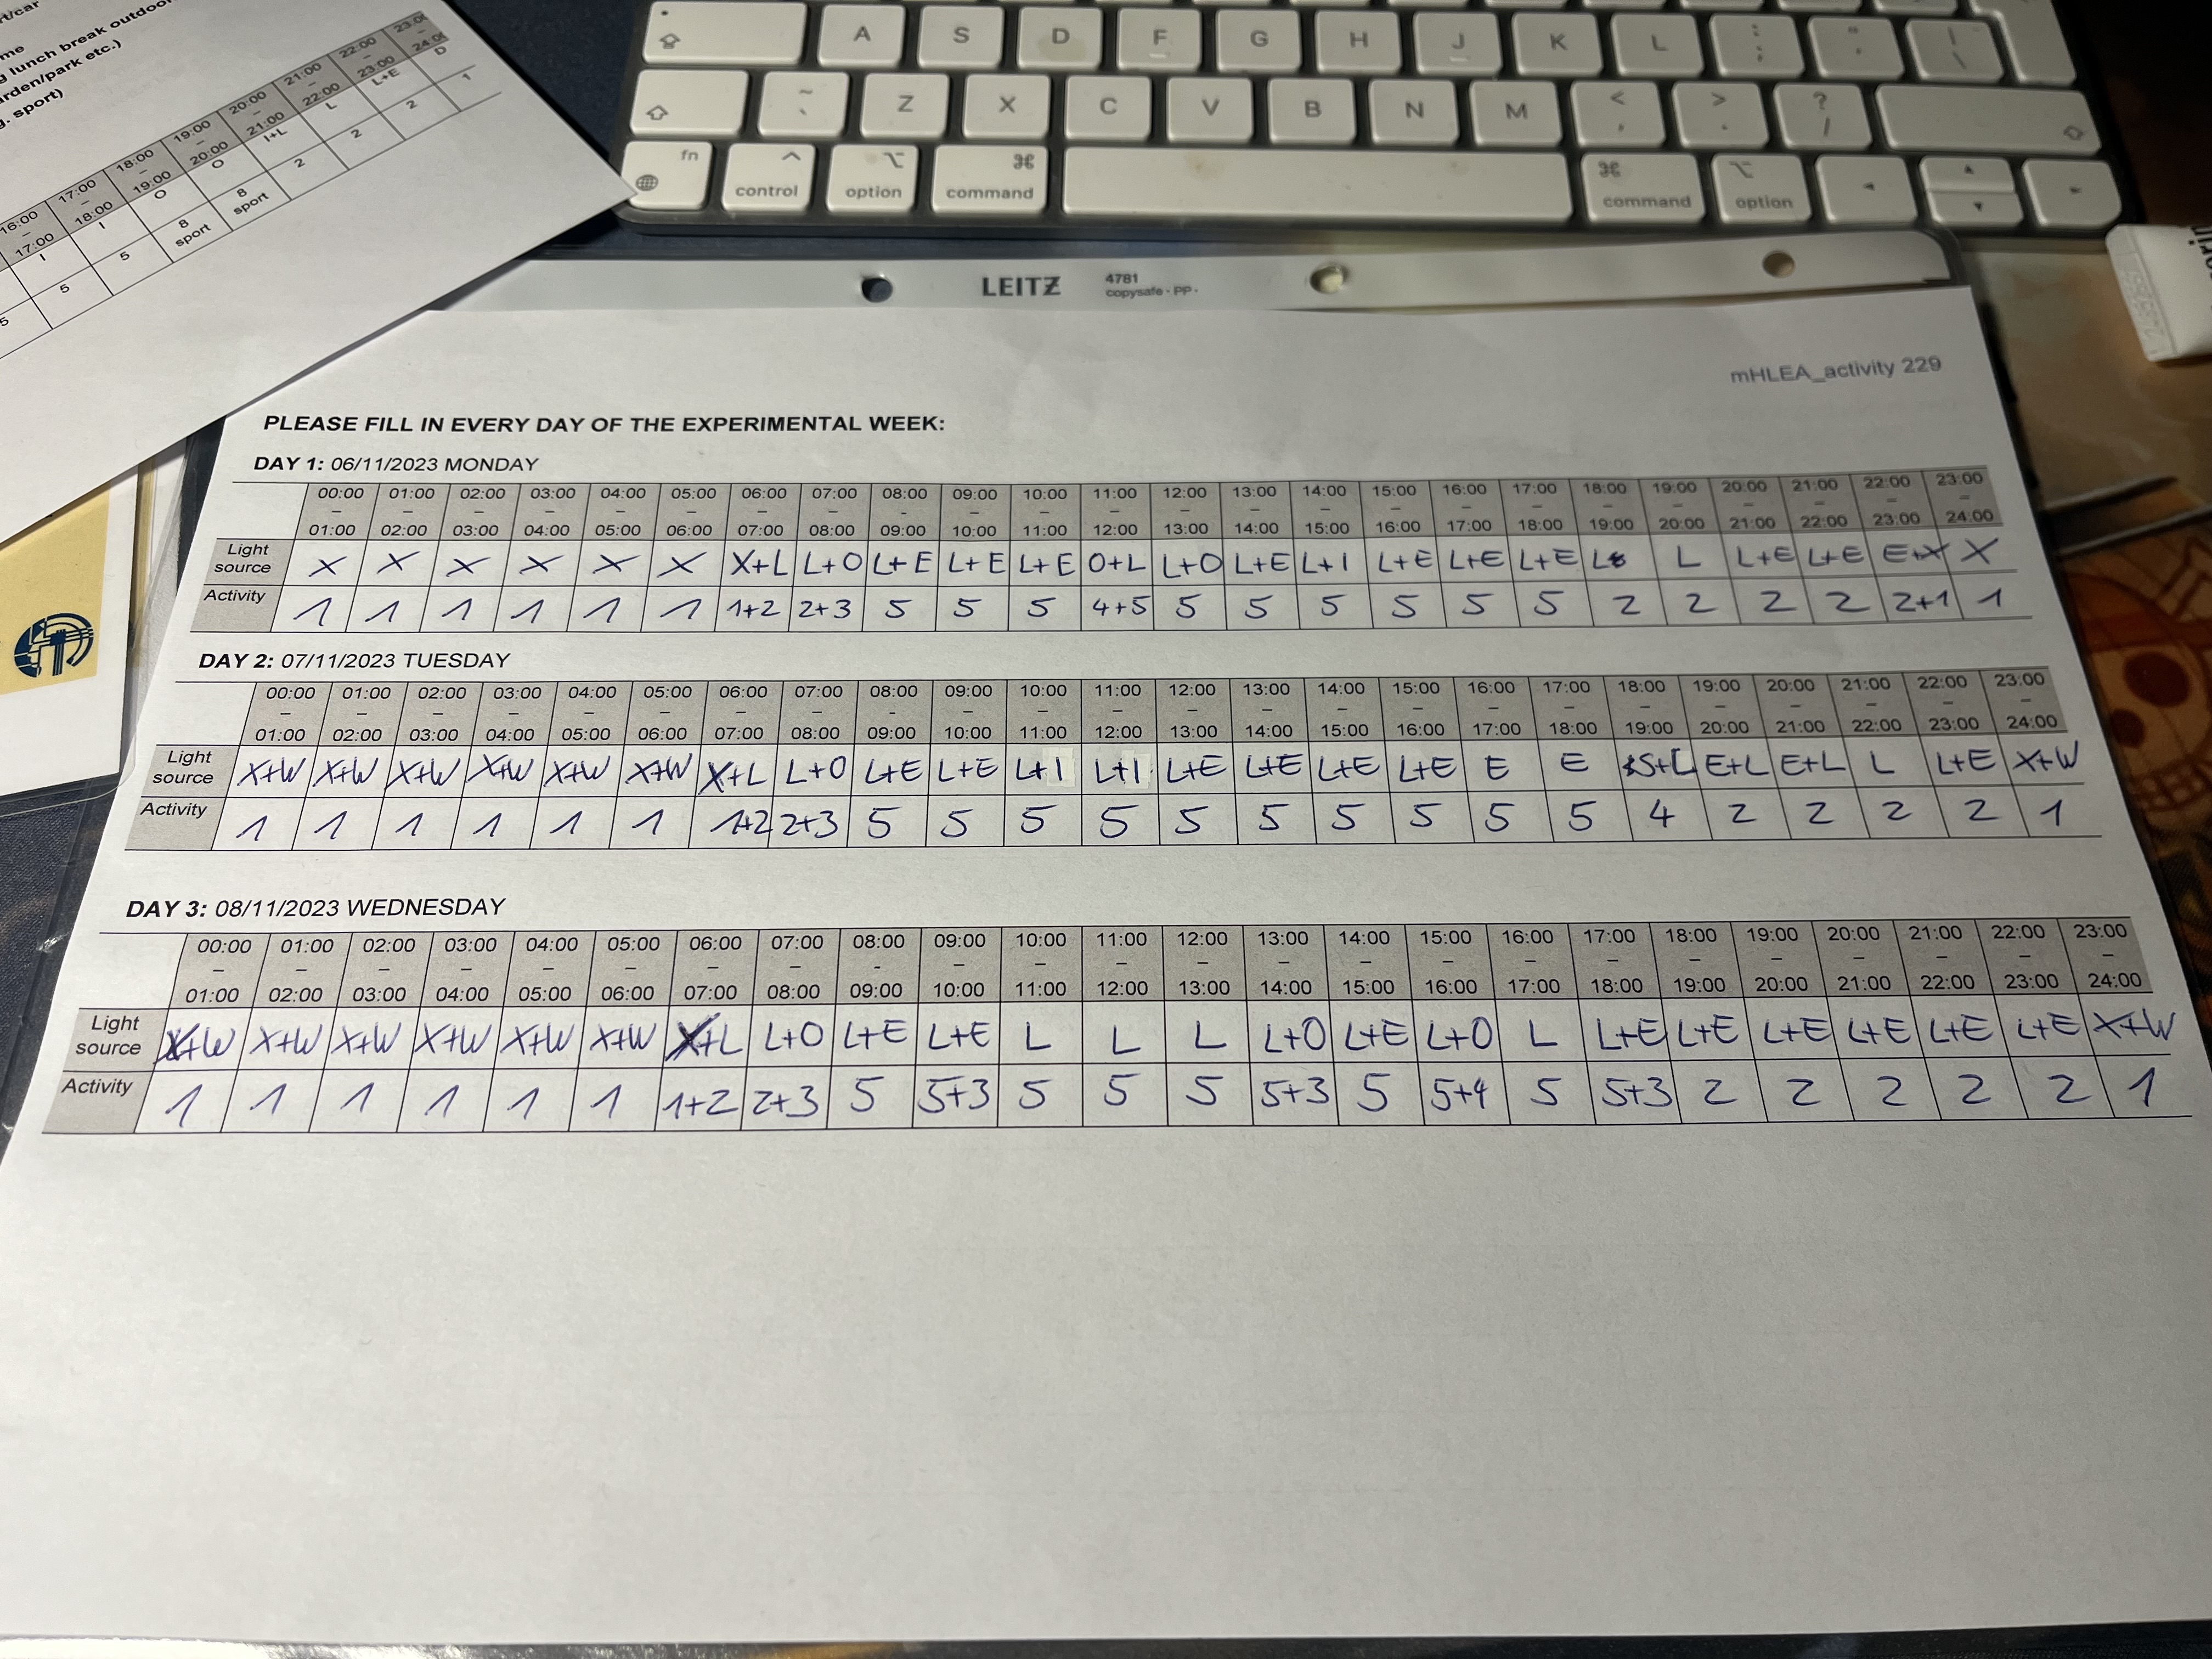 rt/car
me
g lunch break outdoor
arden/park etc.)
g. sport)
16:00 17:00 18:00 19:00 20:00 21:00 22:00 23:0
– – – – – – – –
17:00 18:00 19:00 20:00 21:00 22:00 23:00 24:00
I I O O I+L L L+E D
5 5 5 8 8 2 2 2 1
sport sport
A S D F G H J K L : ; " ' | \
~ ` Z X C V B N M < , > . ? /
fn control option command command option
LEITZ 4781
copysafe - PP -
mHLEA_activity 229
PLEASE FILL IN EVERY DAY OF THE EXPERIMENTAL WEEK:
DAY 1: 06/11/2023 MONDAY
00:00 01:00 02:00 03:00 04:00 05:00 06:00 07:00 08:00 09:00 10:00 11:00 12:00 13:00 14:00 15:00 16:00 17:00 18:00 19:00 20:00 21:00 22:00 23:00
– – – – – – – – - – – – – – – – – – – – – – – –
01:00 02:00 03:00 04:00 05:00 06:00 07:00 08:00 09:00 10:00 11:00 12:00 13:00 14:00 15:00 16:00 17:00 18:00 19:00 20:00 21:00 22:00 23:00 24:00
Light source X X X X X X X+L L+O L+E L+E L+E O+L L+O L+E L+I L+E L+E L+E L L L+E L+E E+X X
Activity 1 1 1 1 1 1 1+2 2+3 5 5 5 4+5 5 5 5 5 5 5 2 2 2 2 2+1 1
DAY 2: 07/11/2023 TUESDAY
00:00 01:00 02:00 03:00 04:00 05:00 06:00 07:00 08:00 09:00 10:00 11:00 12:00 13:00 14:00 15:00 16:00 17:00 18:00 19:00 20:00 21:00 22:00 23:00
– – – – – – – – - – – – – – – – – – – – – – – –
01:00 02:00 03:00 04:00 05:00 06:00 07:00 08:00 09:00 10:00 11:00 12:00 13:00 14:00 15:00 16:00 17:00 18:00 19:00 20:00 21:00 22:00 23:00 24:00
Light source X+W X+W X+W X+W X+W X+W X+L L+O L+E L+E L+I L+I L+E L+E L+E L+E E E S+L E+L E+L L L+E X+W
Activity 1 1 1 1 1 1 1+2 2+3 5 5 5 5 5 5 5 5 5 5 4 2 2 2 2 1
DAY 3: 08/11/2023 WEDNESDAY
00:00 01:00 02:00 03:00 04:00 05:00 06:00 07:00 08:00 09:00 10:00 11:00 12:00 13:00 14:00 15:00 16:00 17:00 18:00 19:00 20:00 21:00 22:00 23:00
– – – – – – – – - – – – – – – – – – – – – – – –
01:00 02:00 03:00 04:00 05:00 06:00 07:00 08:00 09:00 10:00 11:00 12:00 13:00 14:00 15:00 16:00 17:00 18:00 19:00 20:00 21:00 22:00 23:00 24:00
Light source X+W X+W X+W X+W X+W X+W X+L L+O L+E L+E L L L L+O L+E L+O L L+E L+E L+E L+E L+E L+E X+W
Activity 1 1 1 1 1 1 1+2 2+3 5 5+3 5 5 5 5+3 5 5+4 5 5+3 2 2 2 2 2 1